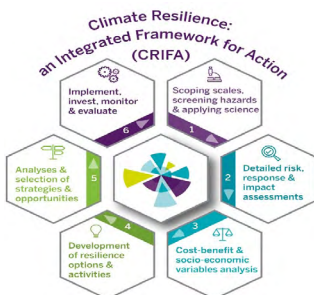 Climate Resilience:
an Integrated Framework for Action
(CRIFA)
Implement,
invest, monitor
& evaluate
6
Scoping scales,
screening hazards
& applying science
1
Detailed risk,
response &
impact
assessments
2
Cost-benefit &
socio-economic
variables analysis
3
Development
of resilience
options &
activities
4
Analyses &
selection of
strategies &
opportunities
5